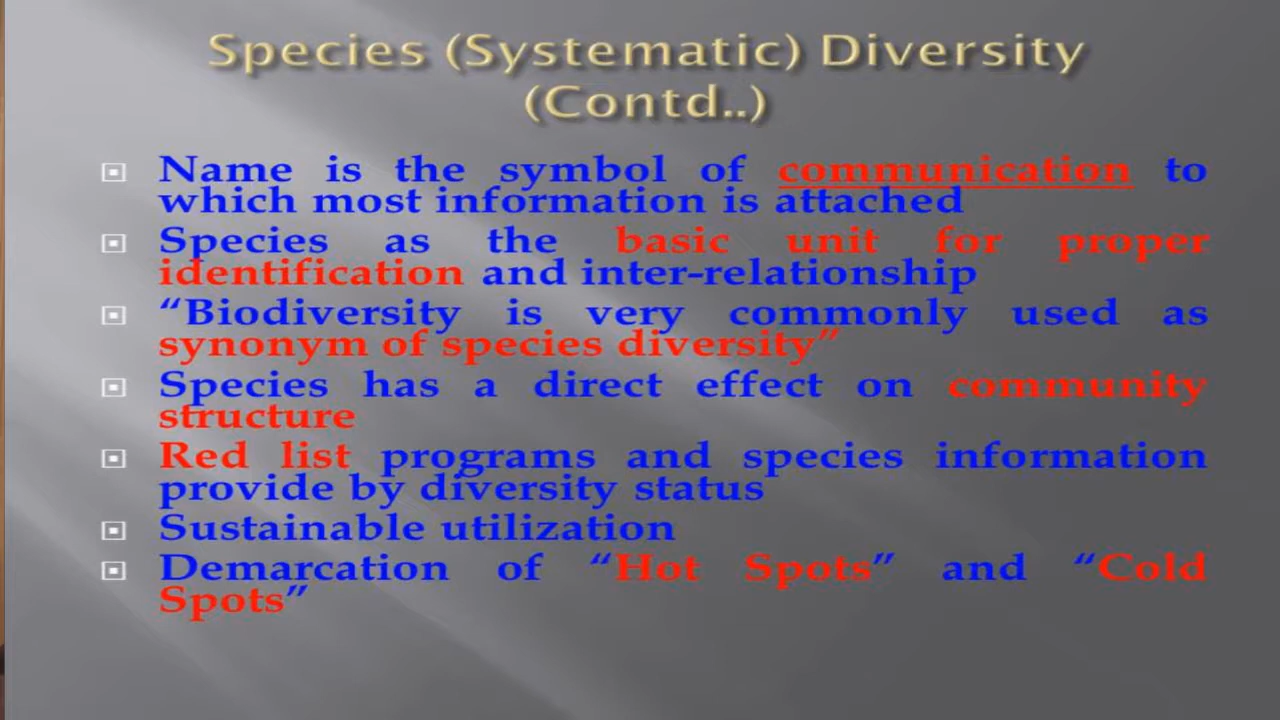 Species (Systematic) Diversity
(Contd..)
Name is the symbol of communication to
which most information is attached
Species as the basic unit for proper
identification and inter-relationship
“Biodiversity is very commonly used as
synonym of species diversity”
Species has a direct effect on community
structure
Red list programs and species information
provide by diversity status
Sustainable utilization
Demarcation of “Hot Spots” and “Cold
Spots”